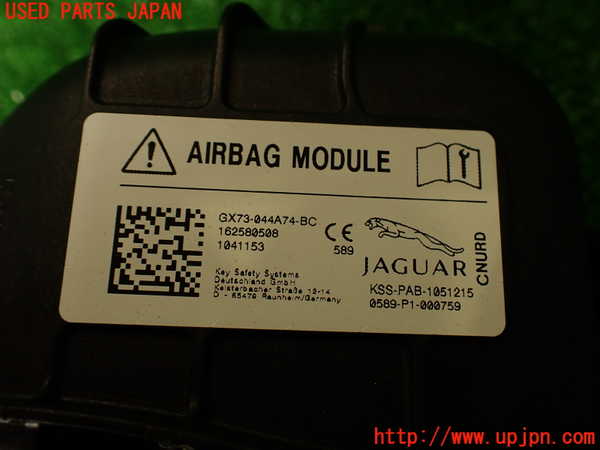 USED PARTS JAPAN
AIRBAG MODULE
GX73-044A74-BC
162580508
1041153
CE
589
JAGUAR
CNURD
Key Safety Systems
Deutschland GmbH
Kelsterbacher Straße 12-14
D - 65479 Raunheim/Germany
KSS-PAB-1051215
0589-P1-000759
http://www.upjpn.com/